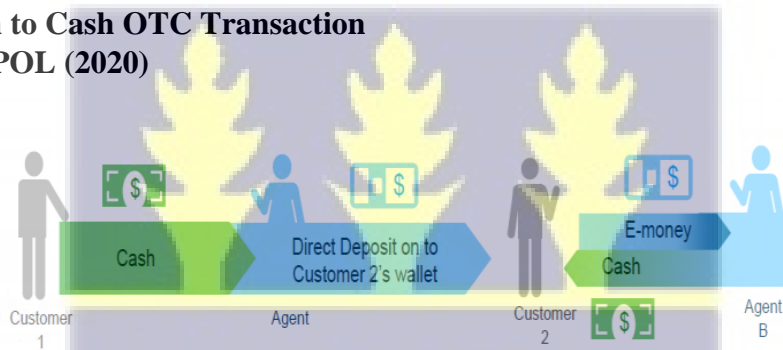 to Cash OTC Transaction
POL (2020)
Cash
Direct Deposit on to
Customer 2's wallet
E-money
Cash
Customer
1
Agent
Customer
2
Agent
B
$
$
$
$